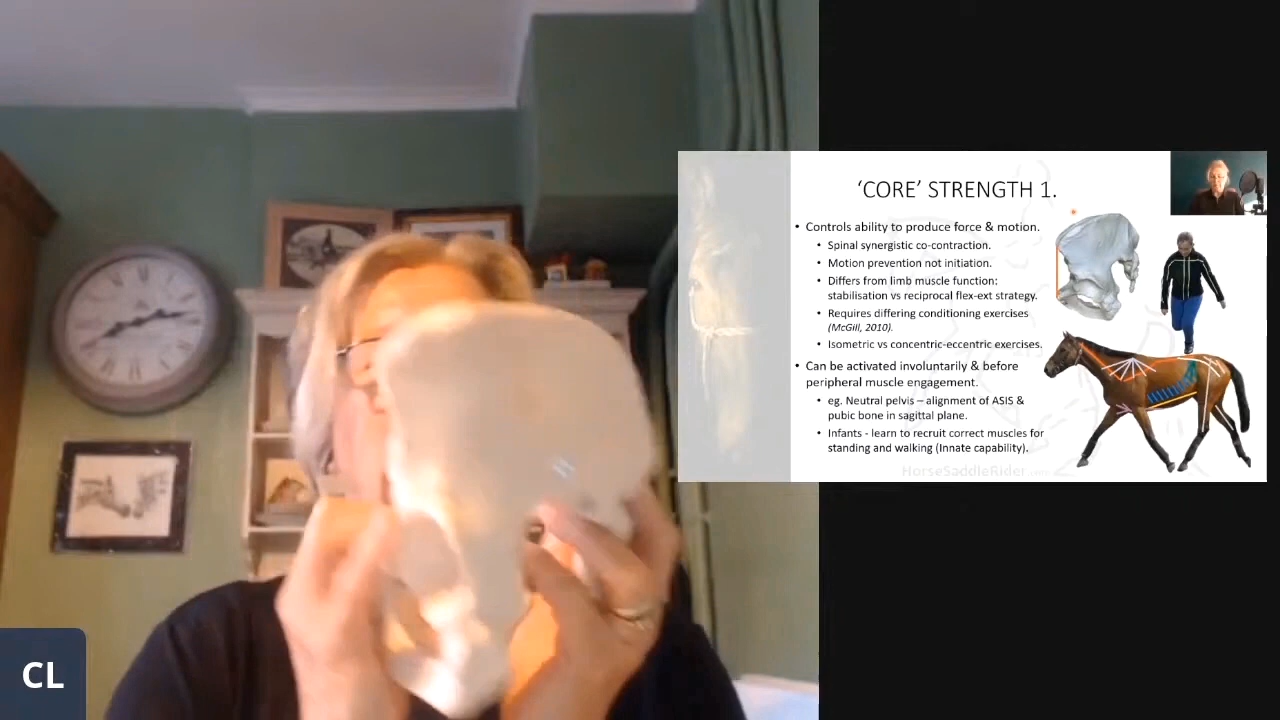 'CORE' STRENGTH 1.
• Controls ability to produce force & motion.
• Spinal synergistic co-contraction.
• Motion prevention not initiation.
• Differs from limb muscle function:
stabilisation vs reciprocal flex-ext strategy.
• Requires differing conditioning exercises
(McGill, 2010).
• Isometric vs concentric-eccentric exercises.
• Can be activated involuntarily & before
peripheral muscle engagement.
• eg. Neutral pelvis – alignment of ASIS &
pubic bone in sagittal plane.
• Infants - learn to recruit correct muscles for
standing and walking (Innate capability).
HorseSaddleRider
CL